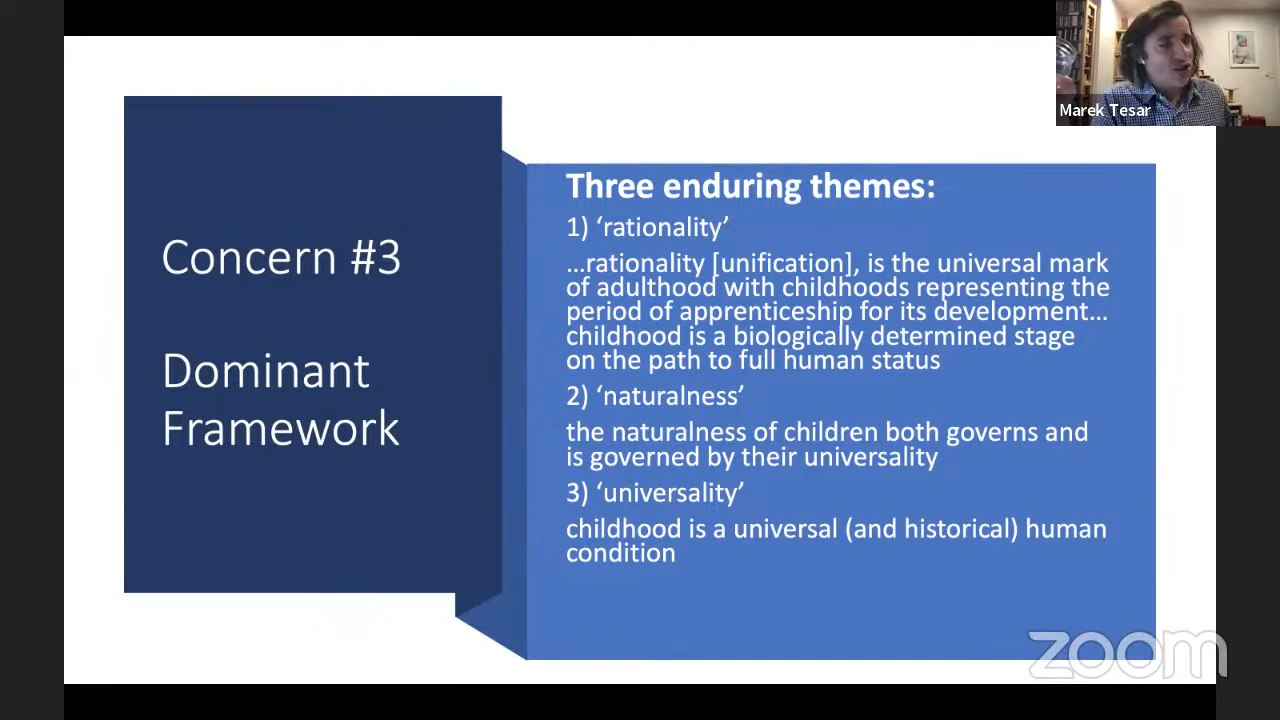 Marek Tesar
Concern #3
Dominant
Framework
Three enduring themes:
1) ‘rationality’
…rationality [unification], is the universal mark
of adulthood with childhoods representing the
period of apprenticeship for its development…
childhood is a biologically determined stage
on the path to full human status
2) ‘naturalness’
the naturalness of children both governs and
is governed by their universality
3) ‘universality’
childhood is a universal (and historical) human
condition
zoom